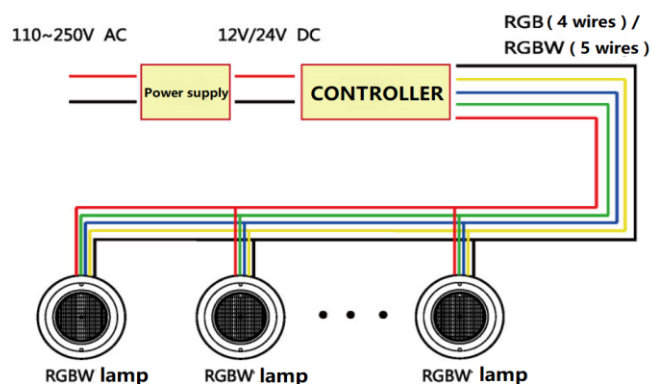 110~250V AC
12V/24V DC
RGB ( 4 wires ) /
RGBW ( 5 wires )
Power supply
CONTROLLER
RGBW lamp
RGBW lamp
• • •
RGBW lamp